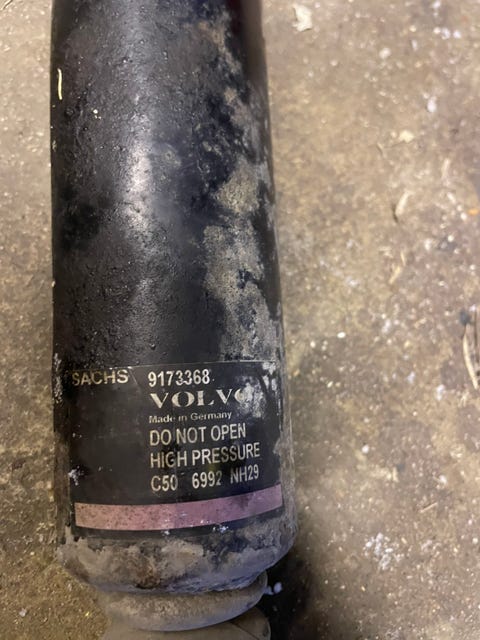 SACHS 9173368
VOLVO
Made in Germany
DO NOT OPEN
HIGH PRESSURE
C50 6992 NH29